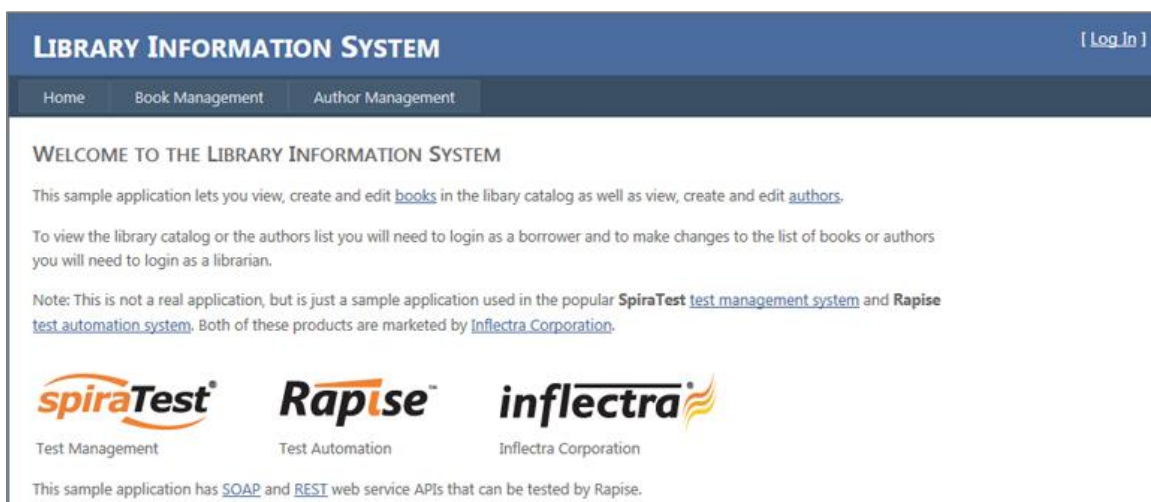 LIBRARY INFORMATION SYSTEM
[ Log In ]
Home Book Management Author Management
WELCOME TO THE LIBRARY INFORMATION SYSTEM
This sample application lets you view, create and edit books in the libary catalog as well as view, create and edit authors.
To view the library catalog or the authors list you will need to login as a borrower and to make changes to the list of books or authors
you will need to login as a librarian.
Note: This is not a real application, but is just a sample application used in the popular SpiraTest test management system and Rapise
test automation system. Both of these products are marketed by Inflectra Corporation.
spiraTest® Rapise™ inflectra®
Test Management Test Automation Inflectra Corporation
This sample application has SOAP and REST web service APIs that can be tested by Rapise.